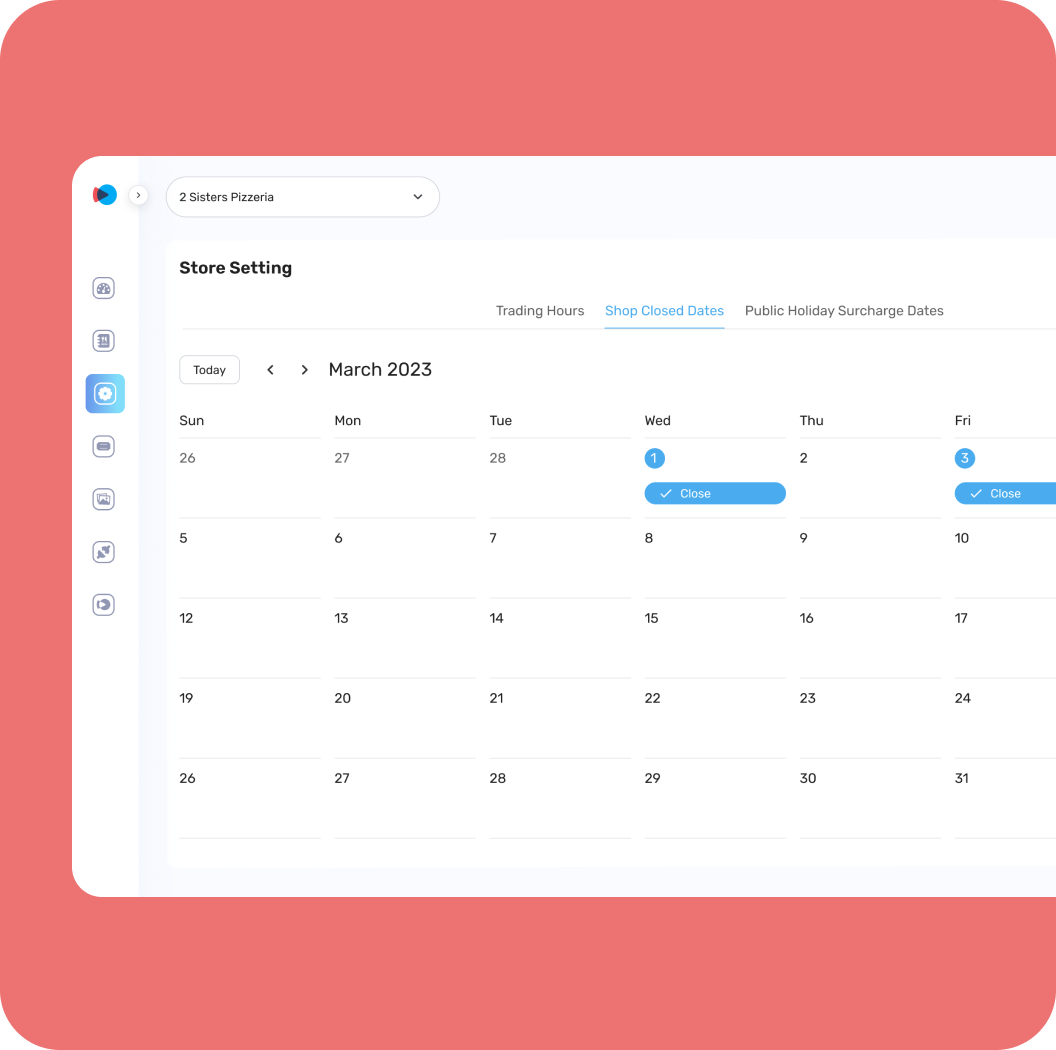 2 Sisters Pizzeria
Store Setting
Trading Hours Shop Closed Dates Public Holiday Surcharge Dates
Today March 2023
Sun Mon Tue Wed Thu Fri
26 27 28 1 2 3
Close Close
5 6 7 8 9 10
12 13 14 15 16 17
19 20 21 22 23 24
26 27 28 29 30 31